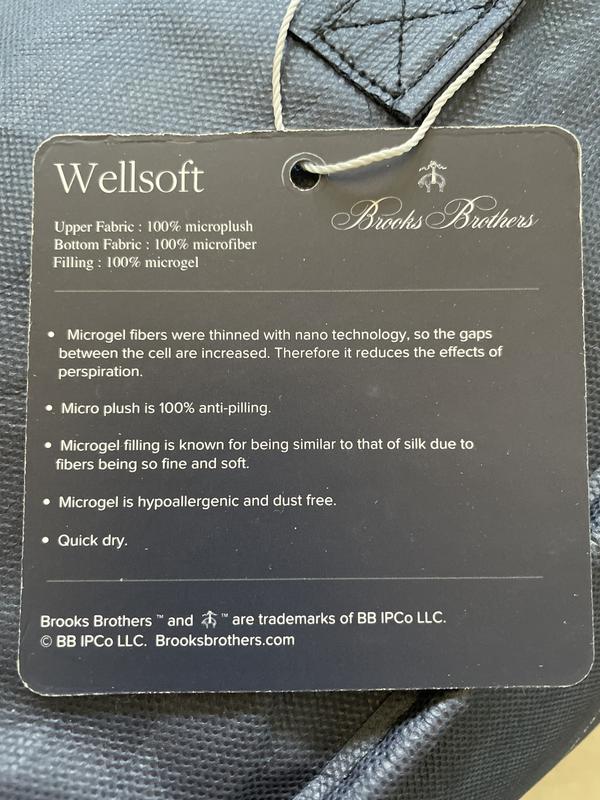 Wellsoft
Brooks Brothers
Upper Fabric : 100% microplush
Bottom Fabric : 100% microfiber
Filling : 100% microgel
• Microgel fibers were thinned with nano technology, so the gaps
between the cell are increased. Therefore it reduces the effects of
perspiration.
• Micro plush is 100% anti-pilling.
• Microgel filling is known for being similar to that of silk due to
fibers being so fine and soft.
• Microgel is hypoallergenic and dust free.
• Quick dry.
Brooks Brothers ™ and ™ are trademarks of BB IPCo LLC.
© BB IPCo LLC. Brooksbrothers.com